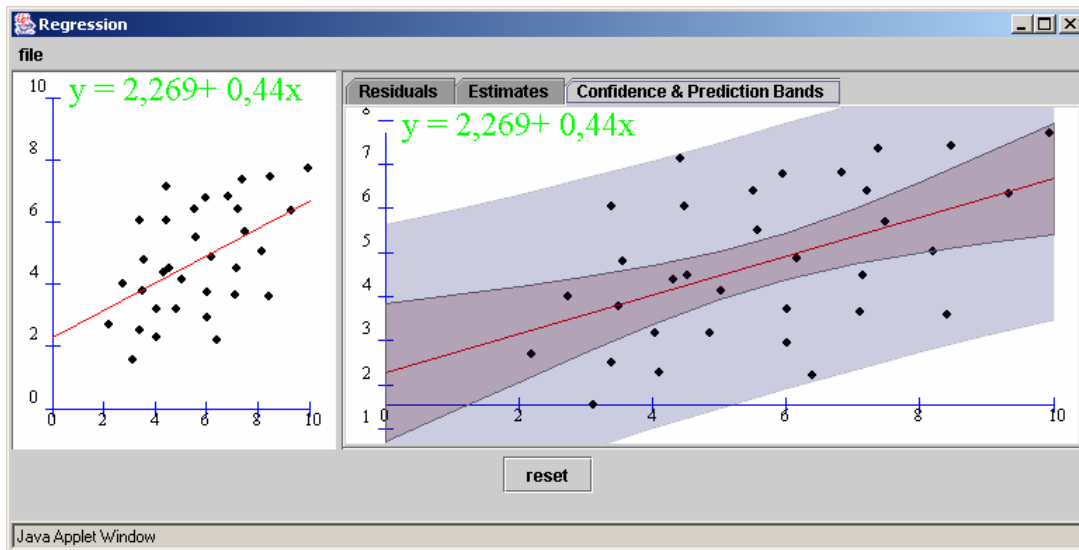 Regression
file
y = 2,269+ 0,44x
10
8
6
4
2
0
0 2 4 6 8 10
Residuals Estimates Confidence & Prediction Bands
y = 2,269+ 0,44x
8
7
6
5
4
3
2
1
0 2 4 6 8 10
reset
Java Applet Window